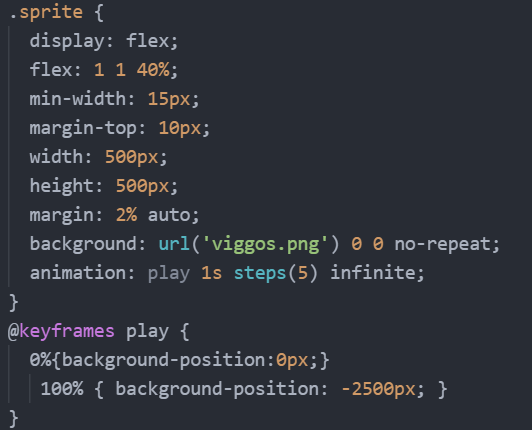 .sprite {
  display: flex;
  flex: 1 1 40%;
  min-width: 15px;
  margin-top: 10px;
  width: 500px;
  height: 500px;
  margin: 2% auto;
  background: url('viggos.png') 0 0 no-repeat;
  animation: play 1s steps(5) infinite;
}
@keyframes play {
  0%{background-position:0px;}
   100% { background-position: -2500px; }
}